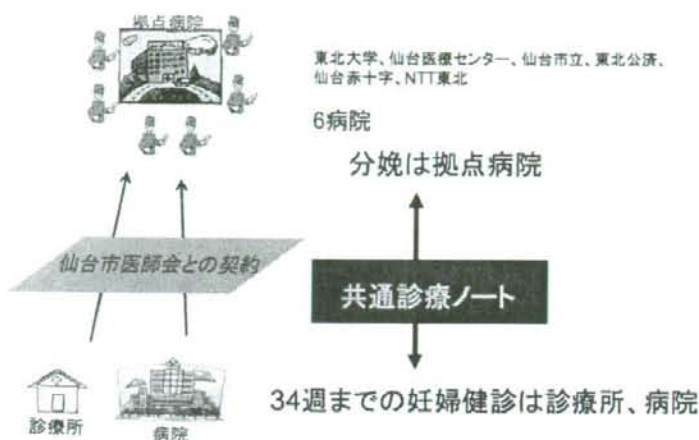 拠点病院
東北大学、仙台医療センター、仙台市立、東北公済、
仙台赤十字、NTT東北
6病院
分娩は拠点病院
仙台市医師会との契約
共通診療ノート
診療所
病院
34週までの妊婦健診は診療所、病院